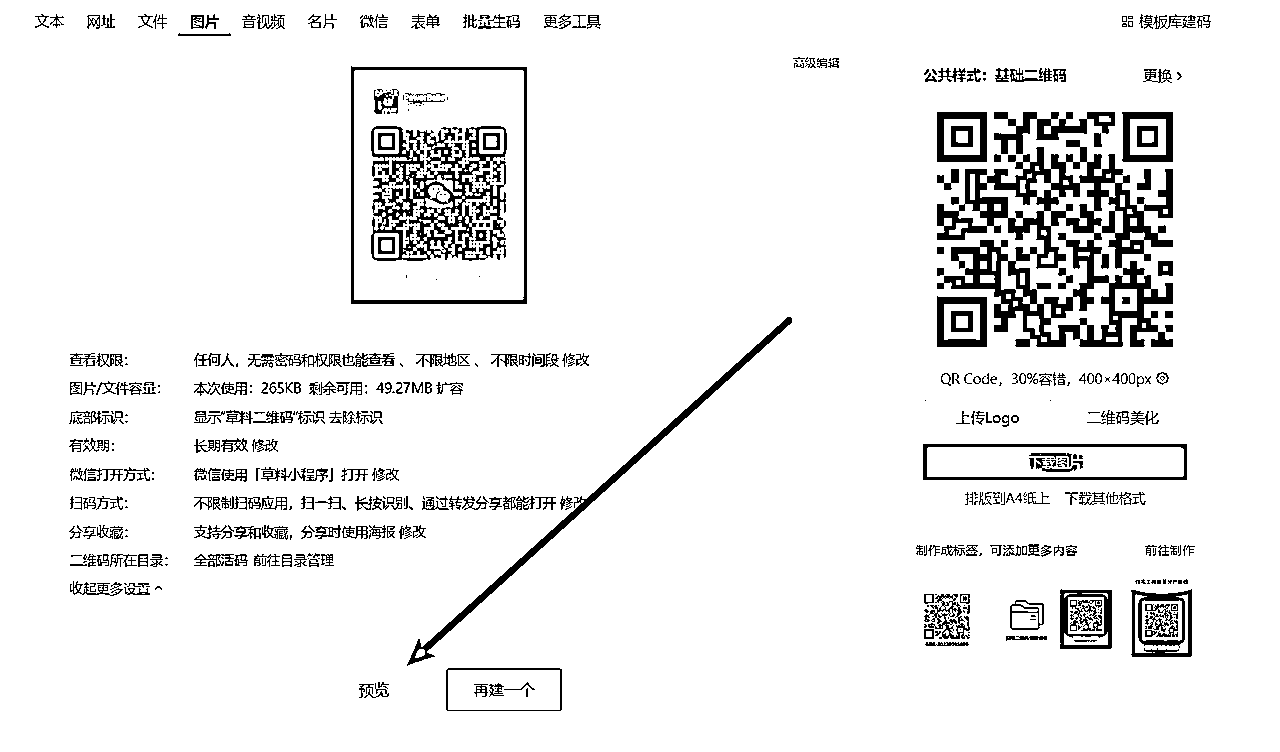 文本 网址 文件 图片 音视频 名片 微信 表单 批量生码 更多工具 模板库建码
高级编辑
查看权限： 任何人，无需密码和权限也能查看 、 不限地区 、 不限时间段 修改
图片/文件容量： 本次使用：265KB 剩余可用：49.27MB 扩容
底部标识： 显示“草料二维码”标识 去除标识
有效期： 长期有效 修改
微信打开方式： 微信使用「草料小程序」打开 修改
扫码方式： 不限制扫码应用，扫一扫、长按识别、通过转发分享都能打开 修改
分享收藏： 支持分享和收藏，分享时使用海报 修改
二维码所在目录： 全部活码 前往目录管理
收起更多设置
预览 再建一个
公共样式：基础二维码 更换
QR Code，30%容错，400×400px
上传Logo 二维码美化
下载图片
排版到A4纸上 下载其他格式
制作成标签，可添加更多内容 前往制作